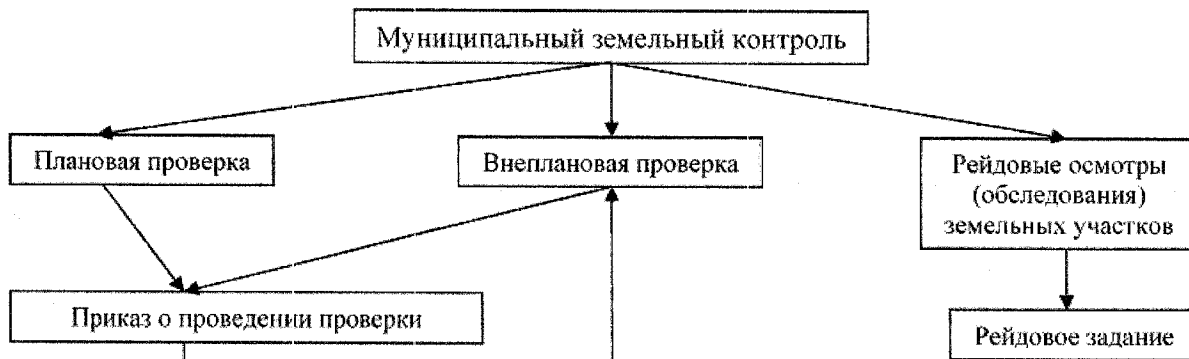 Муниципальный земельный контроль
Плановая проверка
Внеплановая проверка
Рейдовые осмотры
(обследования)
земельных участков
Приказ о проведении проверки
Рейдовое задание